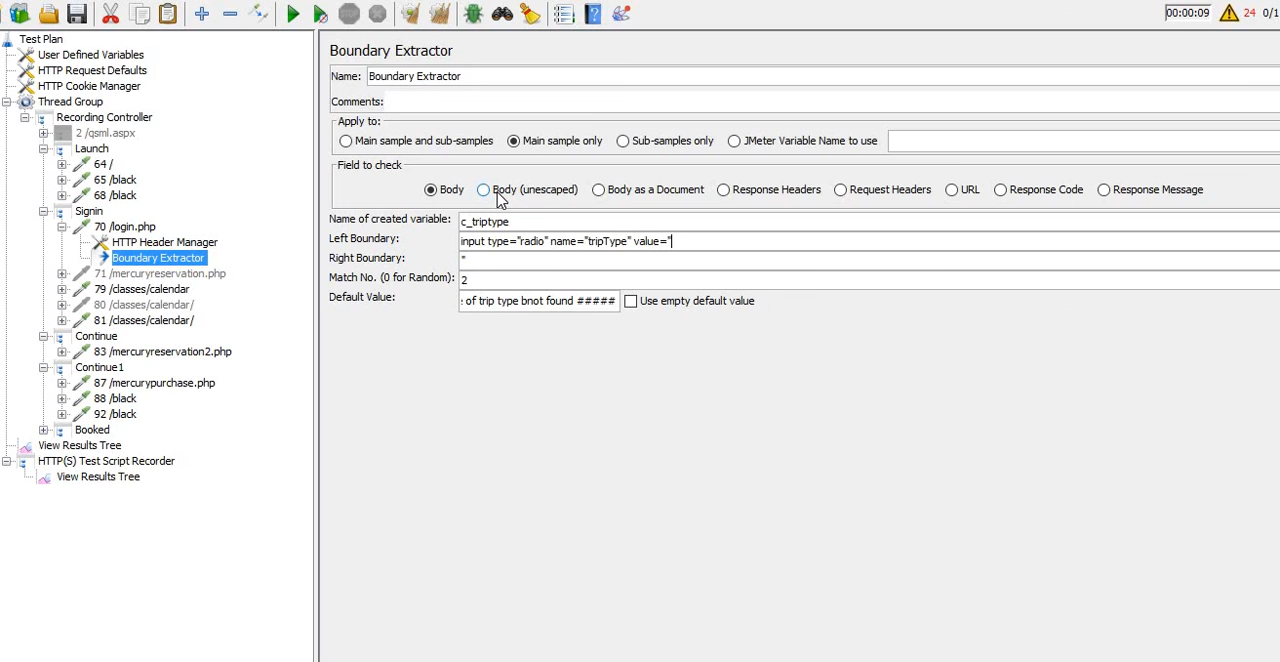 00:00:09 24 0/1
Test Plan
User Defined Variables
HTTP Request Defaults
HTTP Cookie Manager
Thread Group
Recording Controller
2 /qsml.aspx
Launch
64 /
65 /black
68 /black
Signin
70 /login.php
HTTP Header Manager
Boundary Extractor
71 /mercuryreservation.php
79 /classes/calendar
80 /classes/calendar/
81 /classes/calendar/
Continue
83 /mercuryreservation2.php
Continue1
87 /mercurypurchase.php
88 /black
92 /black
Booked
View Results Tree
HTTP(S) Test Script Recorder
View Results Tree
Boundary Extractor
Name: Boundary Extractor
Comments:
Apply to:
Main sample and sub-samples Main sample only Sub-samples only JMeter Variable Name to use
Field to check
Body Body (unescaped) Body as a Document Response Headers Request Headers URL Response Code Response Message
Name of created variable: c_triptype
Left Boundary: input type="radio" name="tripType" value="
Right Boundary: "
Match No. (0 for Random): 2
Default Value: of trip type bnot found ##### Use empty default value